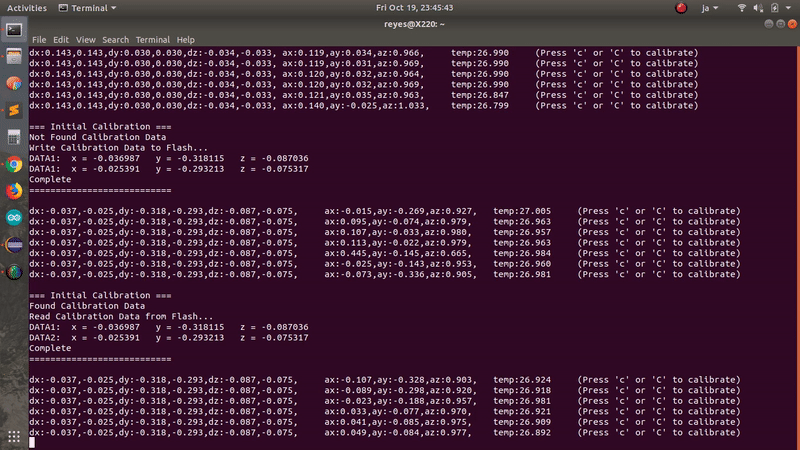 Activities Terminal Fri Oct 19, 23:45:43 ja
reyes@X220: ~
File Edit View Search Terminal Help
dx:0.143,0.143,dy:0.030,0.030,dz:-0.034,-0.033, ax:0.119,ay:0.034,az:0.966, temp:26.990 (Press 'c' or 'C' to calibrate)
dx:0.143,0.143,dy:0.030,0.030,dz:-0.034,-0.033, ax:0.119,ay:0.031,az:0.969, temp:26.990 (Press 'c' or 'C' to calibrate)
dx:0.143,0.143,dy:0.030,0.030,dz:-0.034,-0.033, ax:0.120,ay:0.032,az:0.964, temp:26.990 (Press 'c' or 'C' to calibrate)
dx:0.143,0.143,dy:0.030,0.030,dz:-0.034,-0.033, ax:0.120,ay:0.032,az:0.969, temp:26.990 (Press 'c' or 'C' to calibrate)
dx:0.143,0.143,dy:0.030,0.030,dz:-0.034,-0.033, ax:0.121,ay:0.035,az:0.963, temp:26.847 (Press 'c' or 'C' to calibrate)
dx:0.143,0.143,dy:0.030,0.030,dz:-0.034,-0.033, ax:0.140,ay:-0.025,az:1.033, temp:26.799 (Press 'c' or 'C' to calibrate)
=== Initial Calibration ===
Not Found Calibration Data
Write Calibration Data to Flash...
DATA1: x = -0.036987 y = -0.318115 z = -0.087036
DATA1: x = -0.025391 y = -0.293213 z = -0.075317
Complete
===========================
dx:-0.037,-0.025,dy:-0.318,-0.293,dz:-0.087,-0.075, ax:-0.015,ay:-0.269,az:0.927, temp:27.005 (Press 'c' or 'C' to calibrate)
dx:-0.037,-0.025,dy:-0.318,-0.293,dz:-0.087,-0.075, ax:0.095,ay:-0.074,az:0.979, temp:26.963 (Press 'c' or 'C' to calibrate)
dx:-0.037,-0.025,dy:-0.318,-0.293,dz:-0.087,-0.075, ax:0.107,ay:-0.033,az:0.980, temp:26.957 (Press 'c' or 'C' to calibrate)
dx:-0.037,-0.025,dy:-0.318,-0.293,dz:-0.087,-0.075, ax:0.113,ay:-0.022,az:0.979, temp:26.963 (Press 'c' or 'C' to calibrate)
dx:-0.037,-0.025,dy:-0.318,-0.293,dz:-0.087,-0.075, ax:0.445,ay:-0.145,az:0.665, temp:26.984 (Press 'c' or 'C' to calibrate)
dx:-0.037,-0.025,dy:-0.318,-0.293,dz:-0.087,-0.075, ax:-0.025,ay:-0.143,az:0.953, temp:26.960 (Press 'c' or 'C' to calibrate)
dx:-0.037,-0.025,dy:-0.318,-0.293,dz:-0.087,-0.075, ax:-0.073,ay:-0.336,az:0.905, temp:26.981 (Press 'c' or 'C' to calibrate)
=== Initial Calibration ===
Found Calibration Data
Read Calibration Data from Flash...
DATA1: x = -0.036987 y = -0.318115 z = -0.087036
DATA2: x = -0.025391 y = -0.293213 z = -0.075317
Complete
===========================
dx:-0.037,-0.025,dy:-0.318,-0.293,dz:-0.087,-0.075, ax:-0.107,ay:-0.328,az:0.903, temp:26.924 (Press 'c' or 'C' to calibrate)
dx:-0.037,-0.025,dy:-0.318,-0.293,dz:-0.087,-0.075, ax:-0.089,ay:-0.298,az:0.920, temp:26.918 (Press 'c' or 'C' to calibrate)
dx:-0.037,-0.025,dy:-0.318,-0.293,dz:-0.087,-0.075, ax:-0.023,ay:-0.188,az:0.957, temp:26.981 (Press 'c' or 'C' to calibrate)
dx:-0.037,-0.025,dy:-0.318,-0.293,dz:-0.087,-0.075, ax:0.033,ay:-0.077,az:0.970, temp:26.921 (Press 'c' or 'C' to calibrate)
dx:-0.037,-0.025,dy:-0.318,-0.293,dz:-0.087,-0.075, ax:0.041,ay:-0.085,az:0.975, temp:26.909 (Press 'c' or 'C' to calibrate)
dx:-0.037,-0.025,dy:-0.318,-0.293,dz:-0.087,-0.075, ax:0.049,ay:-0.084,az:0.977, temp:26.892 (Press 'c' or 'C' to calibrate)